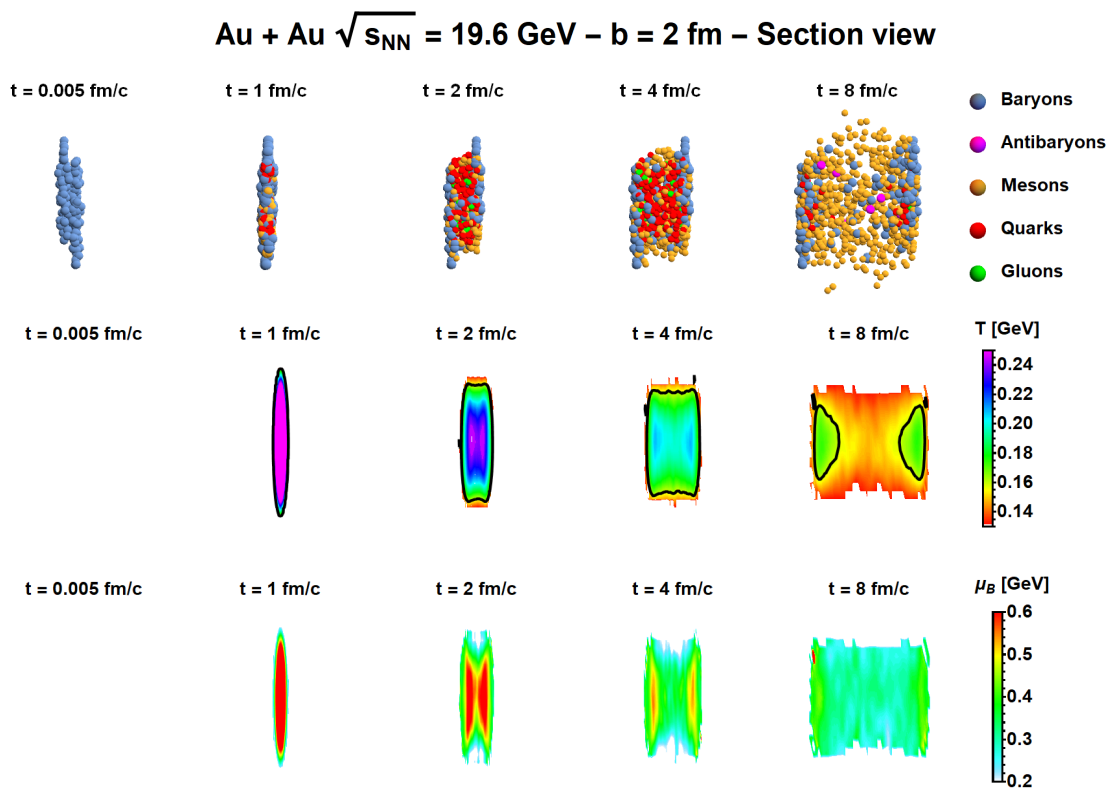 Au + Au √sNN = 19.6 GeV – b = 2 fm – Section view
t = 0.005 fm/c t = 1 fm/c t = 2 fm/c t = 4 fm/c t = 8 fm/c
Baryons
Antibaryons
Mesons
Quarks
Gluons
t = 0.005 fm/c t = 1 fm/c t = 2 fm/c t = 4 fm/c t = 8 fm/c
T [GeV]
0.24
0.22
0.20
0.18
0.16
0.14
t = 0.005 fm/c t = 1 fm/c t = 2 fm/c t = 4 fm/c t = 8 fm/c
μB [GeV]
0.6
0.5
0.4
0.3
0.2